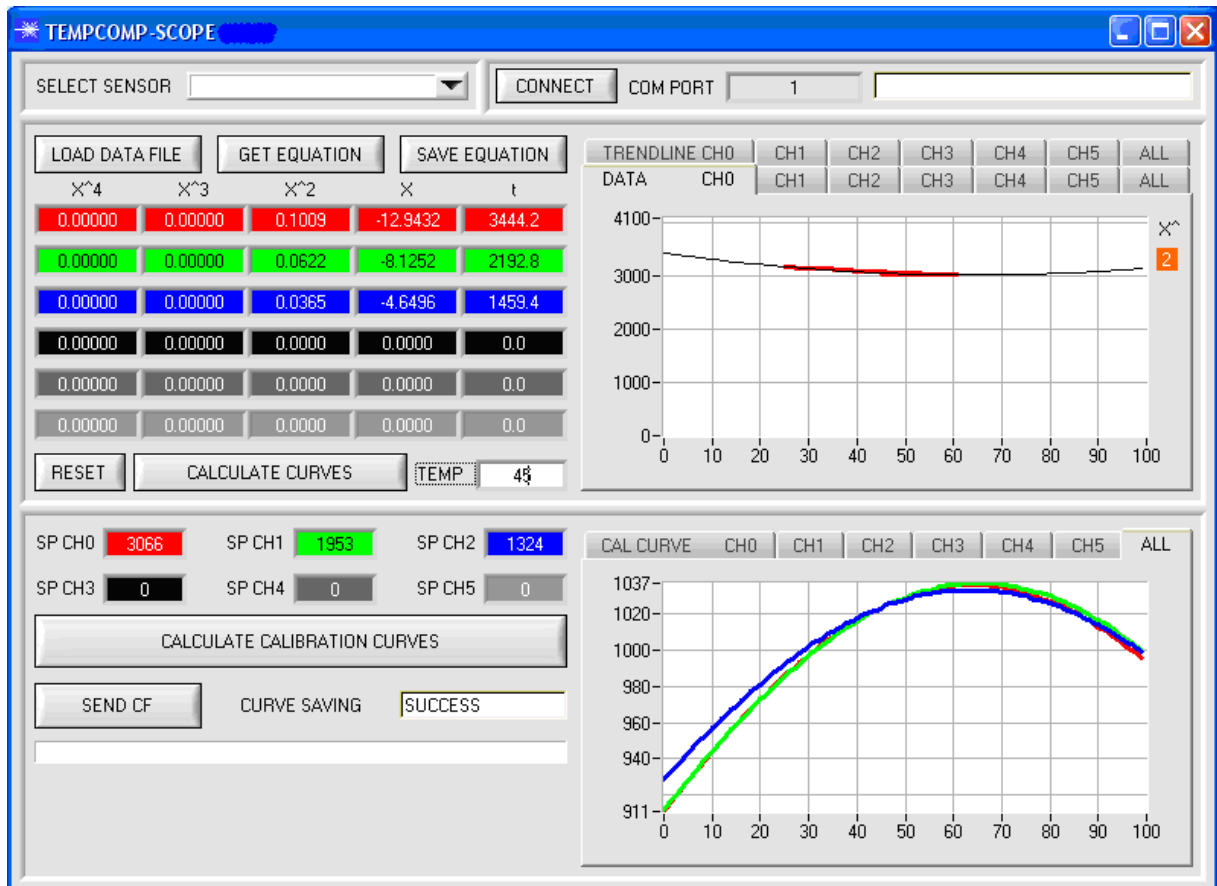 TEMPCOMP-SCOPE
SELECT SENSOR
CONNECT COM PORT 1
LOAD DATA FILE GET EQUATION SAVE EQUATION
X^4 X^3 X^2 X t
0.00000 0.00000 0.1009 -12.9432 3444.2
0.00000 0.00000 0.0622 -8.1252 2192.8
0.00000 0.00000 0.0365 -4.6496 1459.4
0.00000 0.00000 0.0000 0.0000 0.0
0.00000 0.00000 0.0000 0.0000 0.0
0.00000 0.00000 0.0000 0.0000 0.0
RESET CALCULATE CURVES TEMP 45
TRENDLINE CH0 CH1 CH2 CH3 CH4 CH5 ALL
DATA CH0 CH1 CH2 CH3 CH4 CH5 ALL
4100
3000
2000
1000
0
0 10 20 30 40 50 60 70 80 90 100
X^
2
SP CH0 3066 SP CH1 1953 SP CH2 1324
SP CH3 0 SP CH4 0 SP CH5 0
CALCULATE CALIBRATION CURVES
SEND CF CURVE SAVING SUCCESS
CAL CURVE CH0 CH1 CH2 CH3 CH4 CH5 ALL
1037
1020
1000
980
960
940
911
0 10 20 30 40 50 60 70 80 90 100